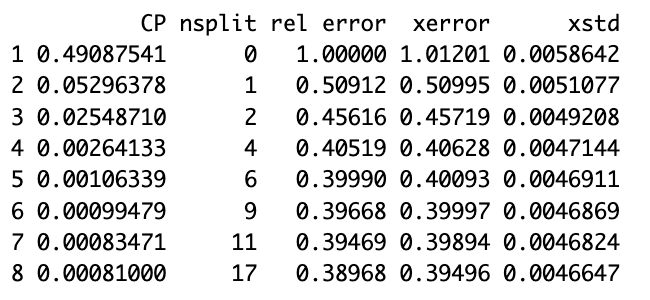 CP nsplit rel error xerror xstd
1 0.49087541 0 1.00000 1.01201 0.0058642
2 0.05296378 1 0.50912 0.50995 0.0051077
3 0.02548710 2 0.45616 0.45719 0.0049208
4 0.00264133 4 0.40519 0.40628 0.0047144
5 0.00106339 6 0.39990 0.40093 0.0046911
6 0.00099479 9 0.39668 0.39997 0.0046869
7 0.00083471 11 0.39469 0.39894 0.0046824
8 0.00081000 17 0.38968 0.39496 0.0046647